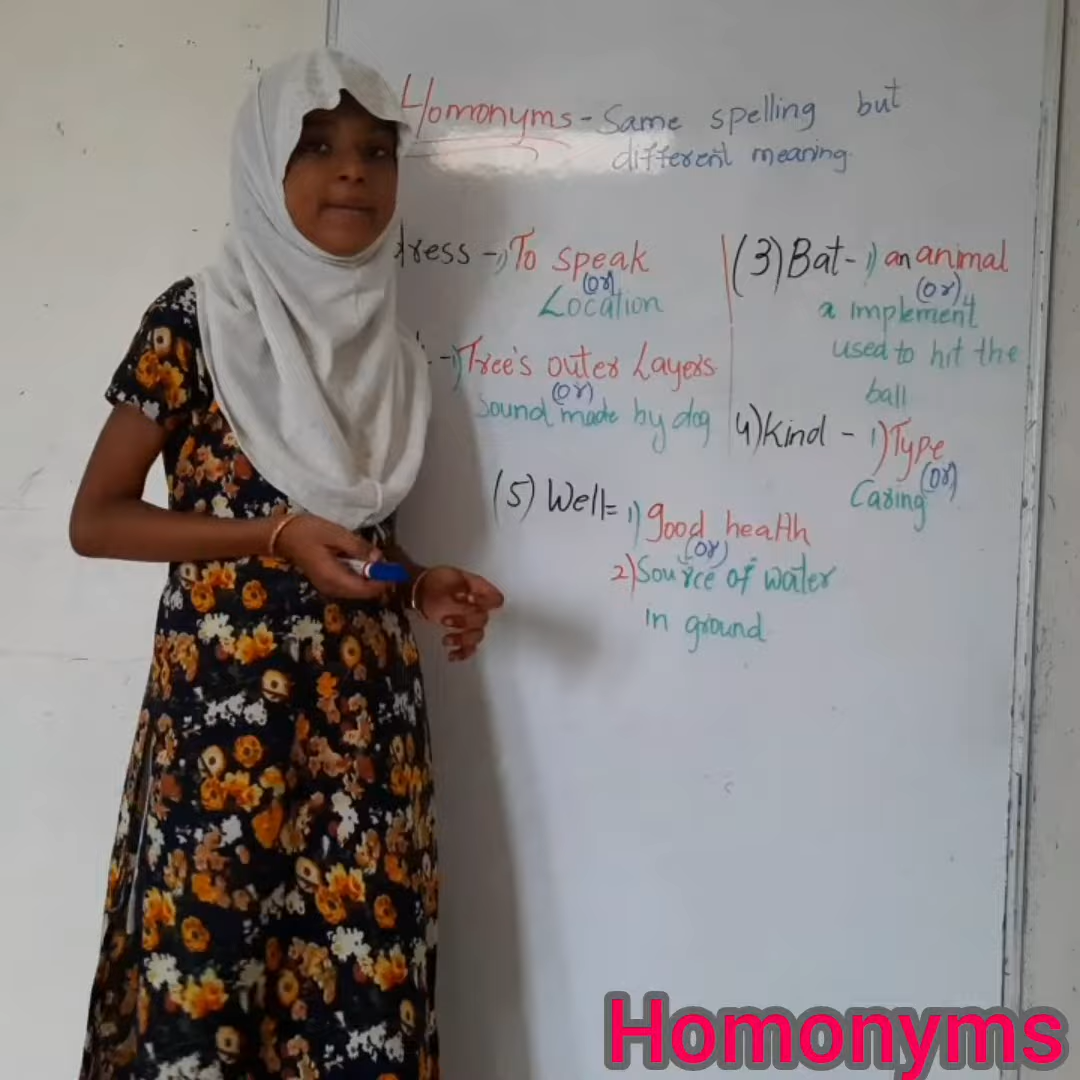 Homonyms - Same spelling but
different meaning.
dress - 1) To speak
(or)
Location
- 1) Tree's outer Layers
(or)
Sound made by dog
(3) Bat - 1) an animal
(or)
a implement
used to hit the
ball
4) Kind - 1) Type
(or)
Caring
(5) Well = 1) good health
(or)
2) Source of water
in ground
Homonyms